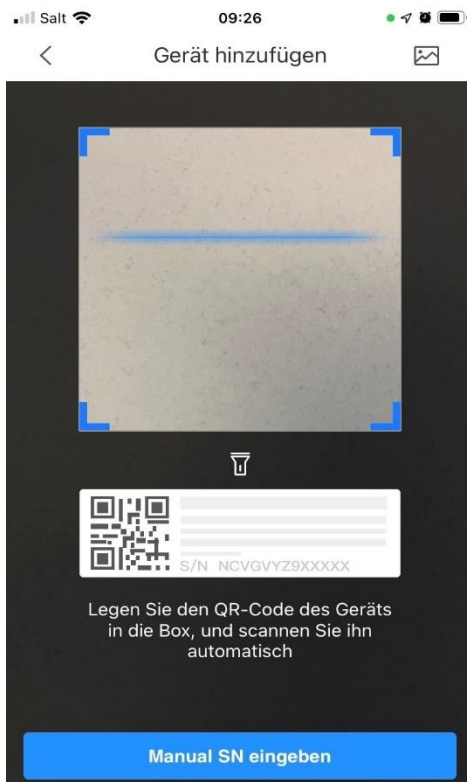 Salt 09:26
Gerät hinzufügen
S/N NCVGVYZ9XXXXX
Legen Sie den QR-Code des Geräts
in die Box, und scannen Sie ihn
automatisch
Manual SN eingeben